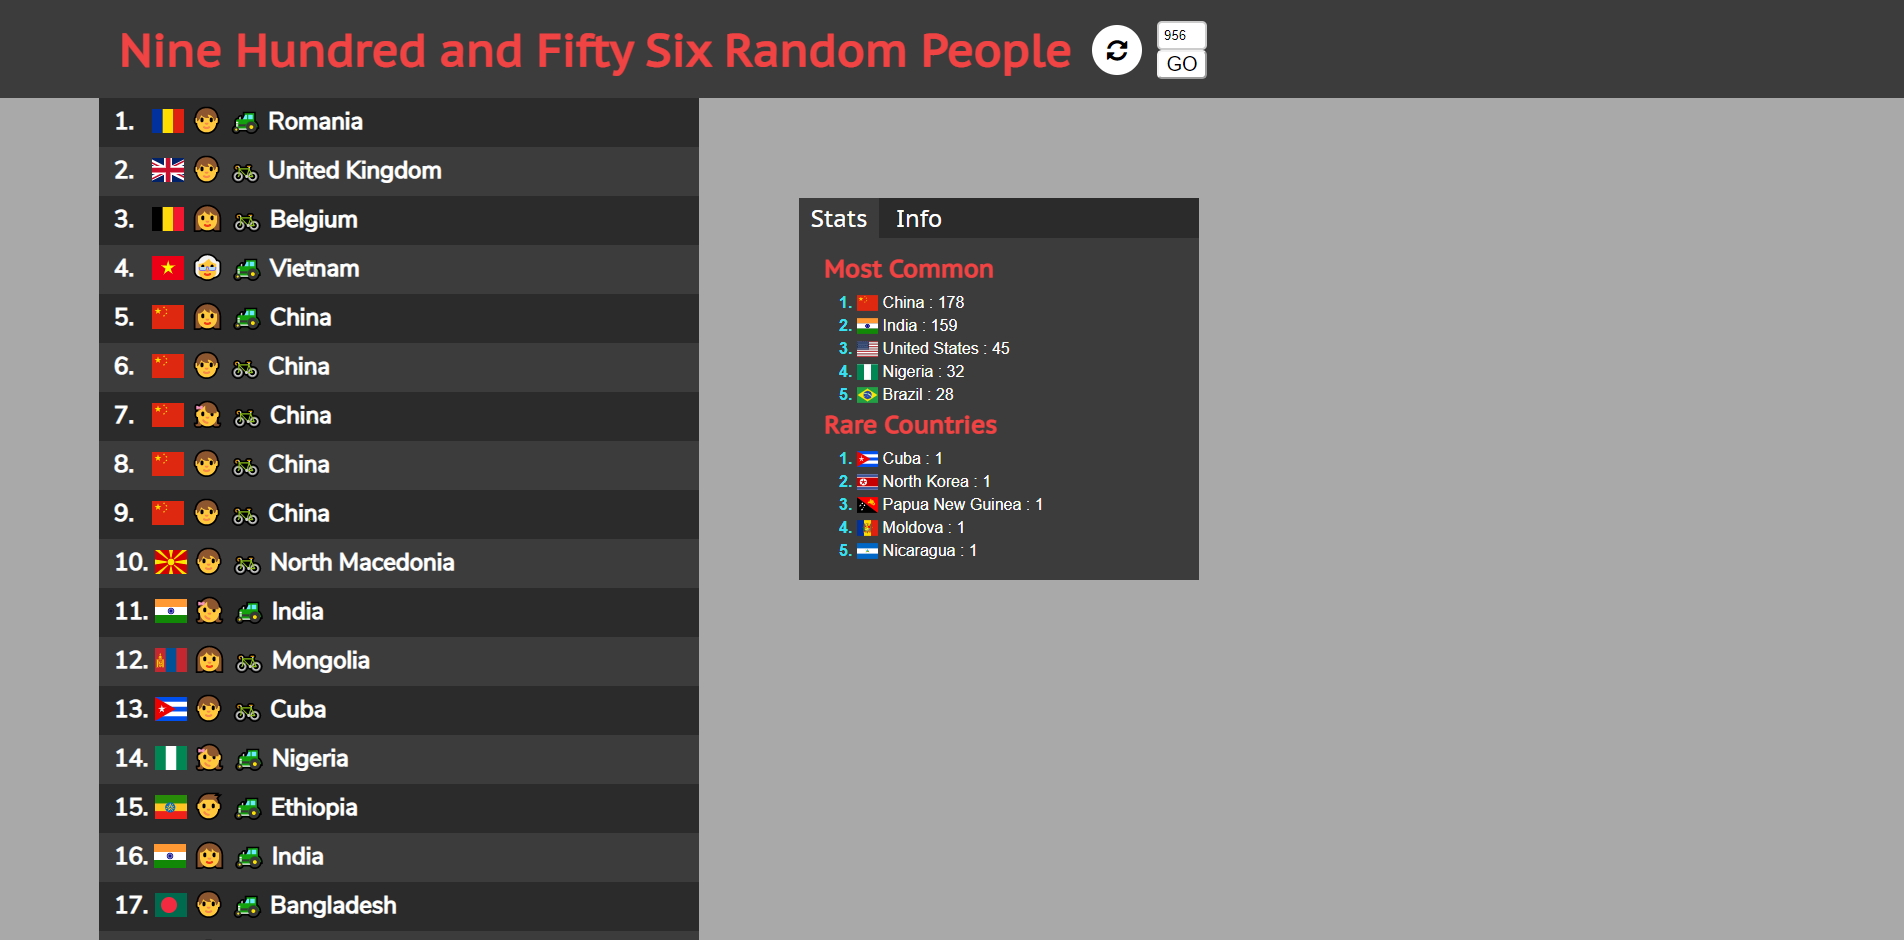 Nine Hundred and Fifty Six Random People
956
GO
1. Romania
2. United Kingdom
3. Belgium
4. Vietnam
5. China
6. China
7. China
8. China
9. China
10. North Macedonia
11. India
12. Mongolia
13. Cuba
14. Nigeria
15. Ethiopia
16. India
17. Bangladesh
Stats Info
Most Common
1. China : 178
2. India : 159
3. United States : 45
4. Nigeria : 32
5. Brazil : 28
Rare Countries
1. Cuba : 1
2. North Korea : 1
3. Papua New Guinea : 1
4. Moldova : 1
5. Nicaragua : 1